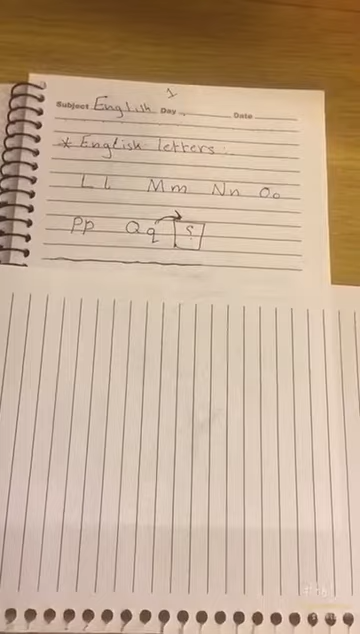 1
Subject English Day Date
* English letters:
Ll Mm Nn Oo
Pp Qq ?